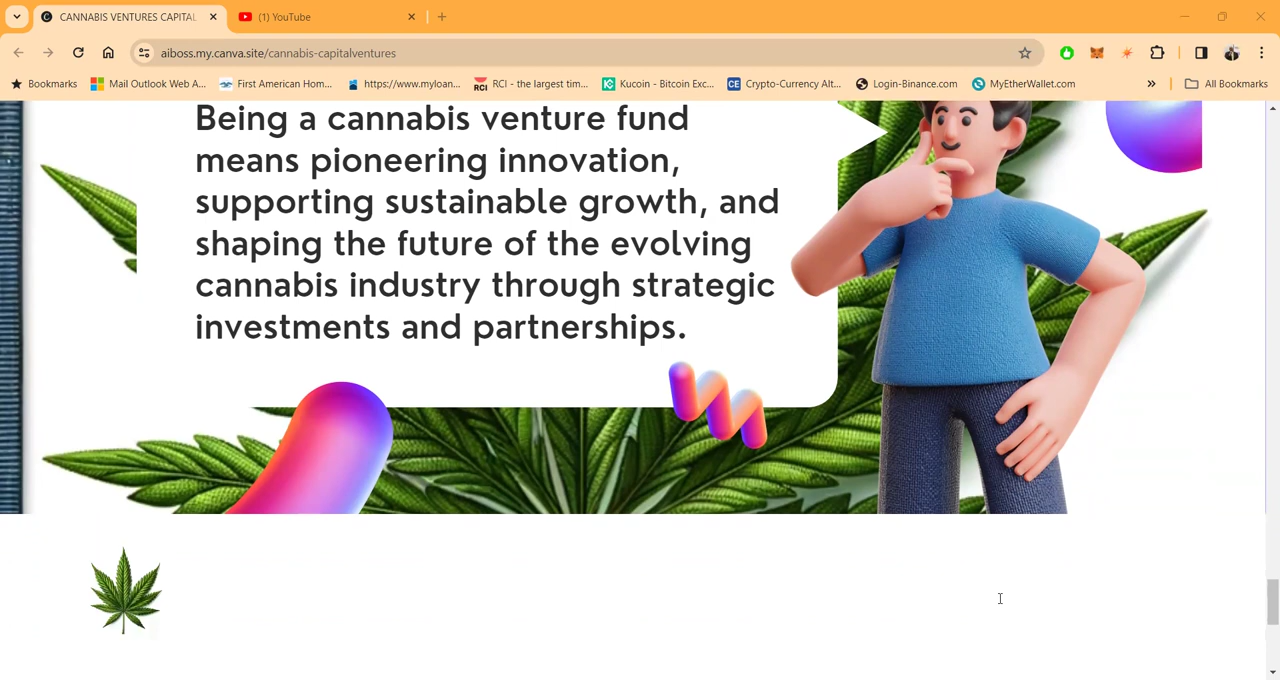 CANNABIS VENTURES CAPITAL
(1) YouTube
aiboss.my.canva.site/cannabis-capitalventures
Bookmarks
Mail Outlook Web A...
First American Hom...
https://www.myloan...
RCI - the largest tim...
Kucoin - Bitcoin Exc...
Crypto-Currency Alt...
Login-Binance.com
MyEtherWallet.com
All Bookmarks
Being a cannabis venture fund
means pioneering innovation,
supporting sustainable growth, and
shaping the future of the evolving
cannabis industry through strategic
investments and partnerships.